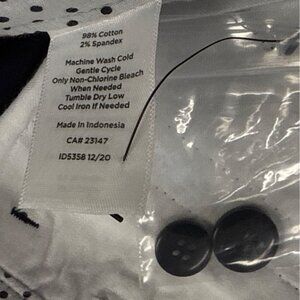 98% Cotton
2% Spandex
Machine Wash Cold
Gentle Cycle
Only Non-Chlorine Bleach
When Needed
Tumble Dry Low
Cool Iron If Needed
Made in Indonesia
CA# 23147
ID5358 12/20